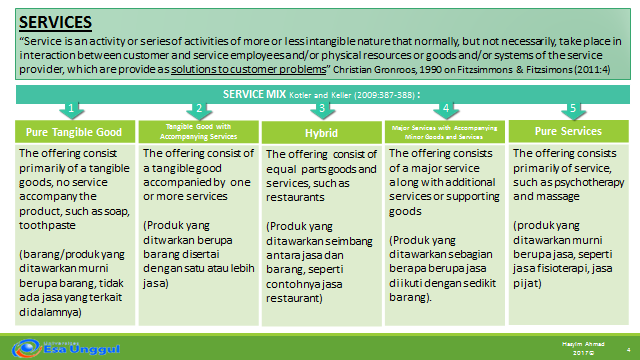 SERVICES
“Service is an activity or series of activities of more or less intangible nature that normally, but not necessarily, take place in
interaction between customer and service employees and/or physical resources or goods and/or systems of the service
provider, which are provide as solutions to customer problems” Christian Gronroos, 1990 on Fitzsimmons & Fitzsimons (2011:4)
SERVICE MIX Kotler and Keller (2009:387-388) :
1
2
3
4
5
Pure Tangible Good
The offering consist
primarily of a tangible
goods, no service
accompany the
product, such as soap,
toothpaste
(barang/produk yang
ditawarkan murni
berupa barang, tidak
ada jasa yang terkait
didalamnya)
Tangible Good with
Accompanying Services
The offering consist of
a tangible good
accompanied by one
or more services
(Produk yang
ditwarkan berupa
barang disertai
dengan satu atau lebih
jasa)
Hybrid
The offering consist of
equal parts goods and
services, such as
restaurants
(Produk yang
ditawarkan seimbang
antara jasa dan
barang, seperti
contohnya jasa
restaurant)
Major Services with Accompanying
Minor Goods and Services
The offering consists
of a major service
along with additional
services or supporting
goods
(Produk yang
ditawarkan sebagian
berapa berupa jasa
diikuti dengan sedikit
barang).
Pure Services
The offering consists
primarily of service,
such as psychotherapy
and massage
(produk yang
ditawarkan murni
berupa jasa, seperti
jasa fisioterapi, jasa
pijat)
Esa Unggul
Hasyim Ahmad
2017©
4